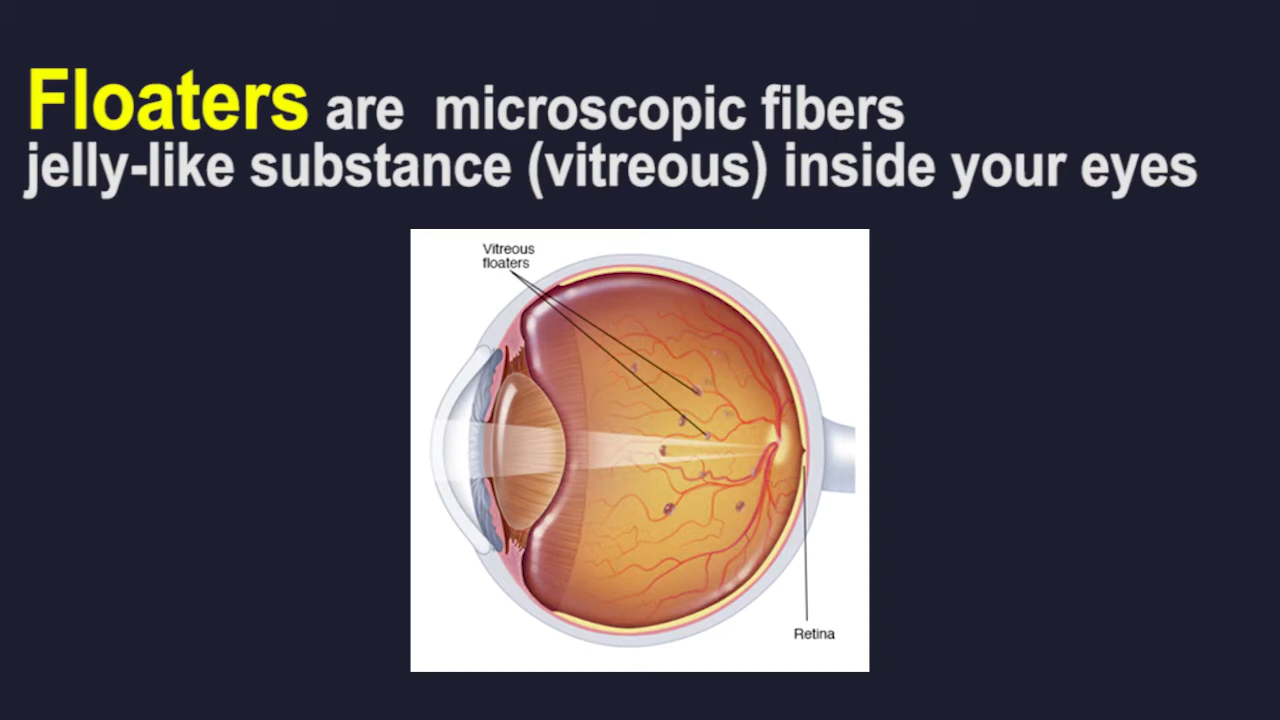 Floaters are microscopic fibers
jelly-like substance (vitreous) inside your eyes
Vitreous
floaters
Retina